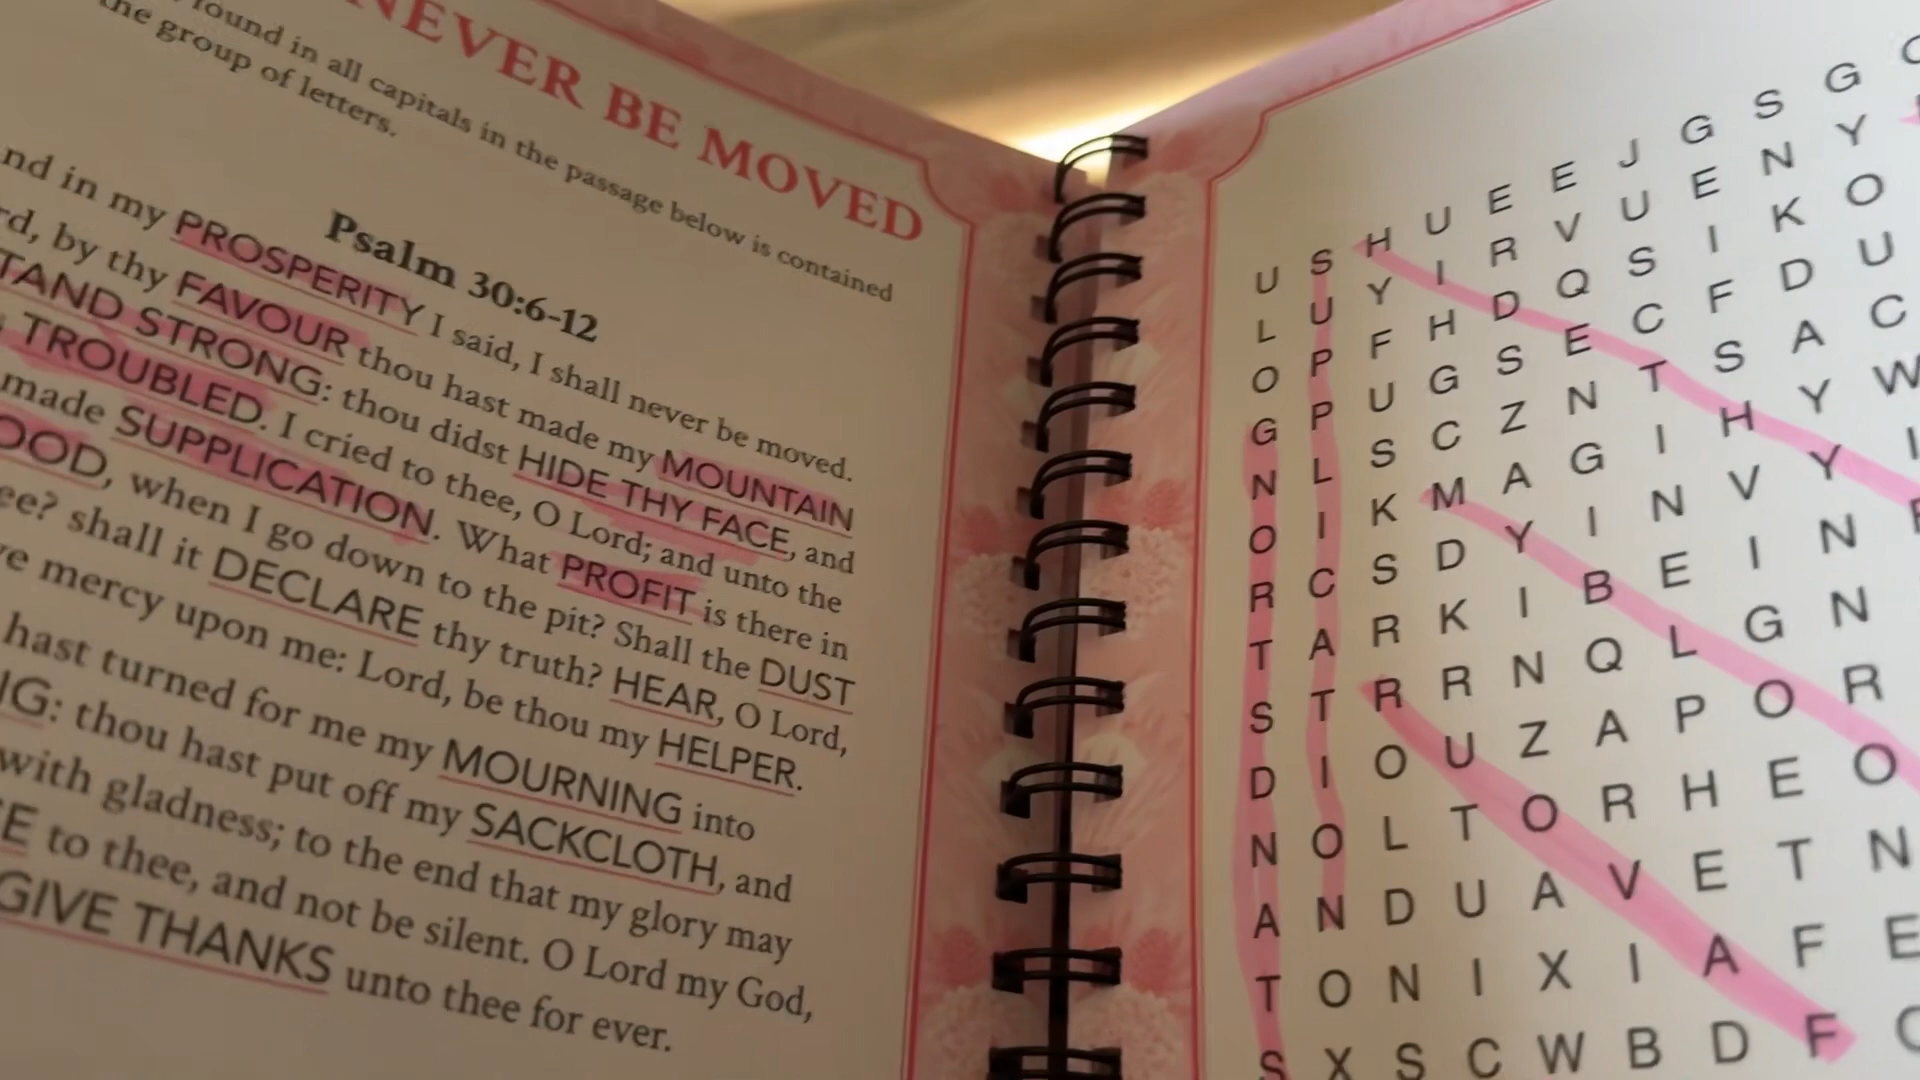 NEVER BE MOVED
found in all capitals in the passage below is contained
the group of letters.
Psalm 30:6-12
nd in my PROSPERITY I said, I shall never be moved.
rd, by thy FAVOUR thou hast made my MOUNTAIN
TAND STRONG: thou didst HIDE THY FACE, and
TROUBLED. I cried to thee, O Lord; and unto the
made SUPPLICATION. What PROFIT is there in
OOD, when I go down to the pit? Shall the DUST
ee? shall it DECLARE thy truth? HEAR, O Lord,
ve mercy upon me: Lord, be thou my HELPER.
hast turned for me my MOURNING into
NG: thou hast put off my SACKCLOTH, and
with gladness; to the end that my glory may
E to thee, and not be silent. O Lord my God,
GIVE THANKS unto thee for ever.
U S H U E E J G S G
L U Y I R V U E N Y
O P F H D Q S I K O
G P U G S E C F D U
N L S C Z N T S A C
O I K M A G I H Y W
R C S D Y I N V Y
T A R K I B E I N
S T R R N Q L G N
D I O U Z A P O R
N O L T O R H E O
A N D U A V E T N
T O N I X I A F E
S X S C W B D F